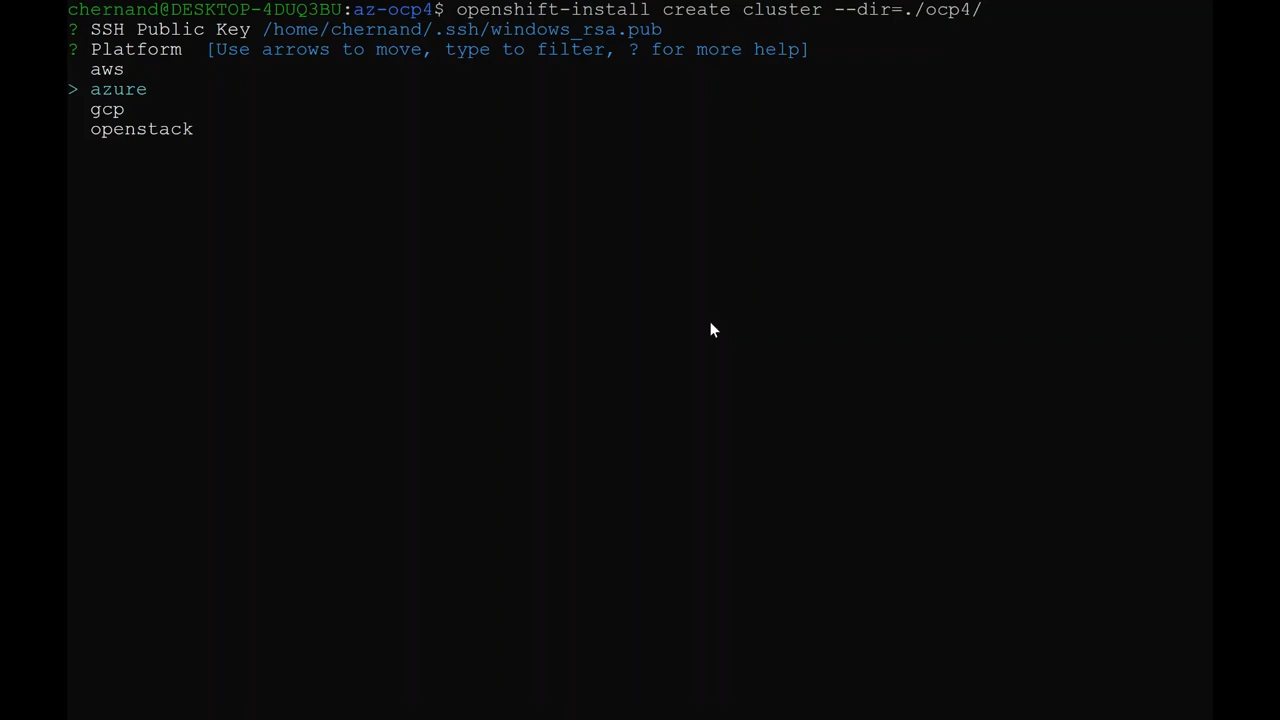 chernand@DESKTOP-4DUQ3BU:az-ocp4$ openshift-install create cluster --dir=./ocp4/
? SSH Public Key /home/chernand/.ssh/windows_rsa.pub
? Platform  [Use arrows to move, type to filter, ? for more help]
  aws
> azure
  gcp
  openstack